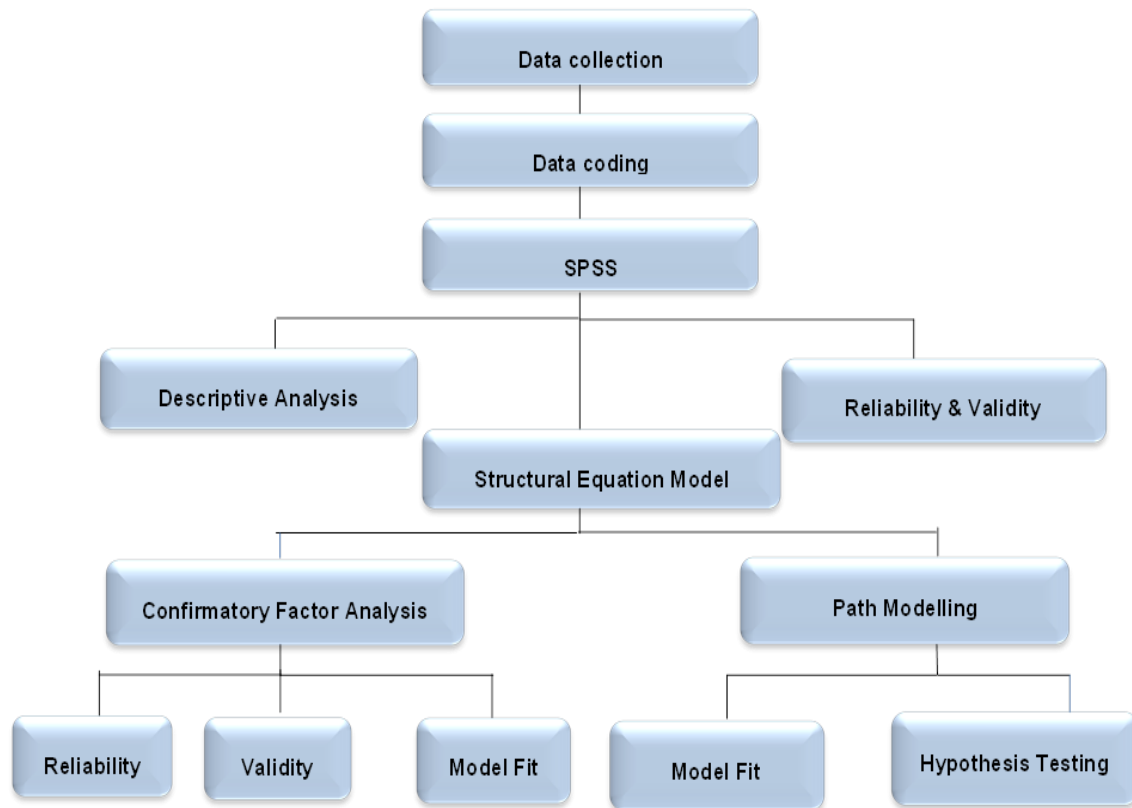 Data collection
Data coding
SPSS
Descriptive Analysis
Reliability & Validity
Structural Equation Model
Confirmatory Factor Analysis
Path Modelling
Reliability
Validity
Model Fit
Model Fit
Hypothesis Testing